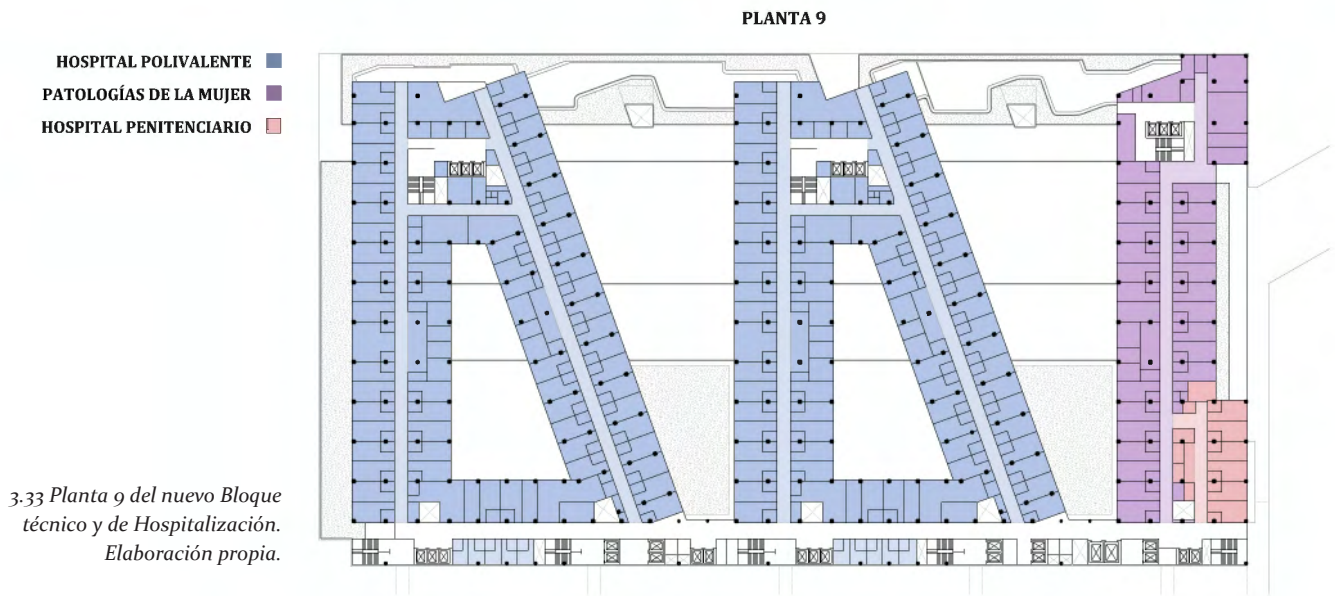 PLANTA 9
HOSPITAL POLIVALENTE
PATOLOGÍAS DE LA MUJER
HOSPITAL PENITENCIARIO
3.33 Planta 9 del nuevo Bloque
técnico y de Hospitalización.
Elaboración propia.